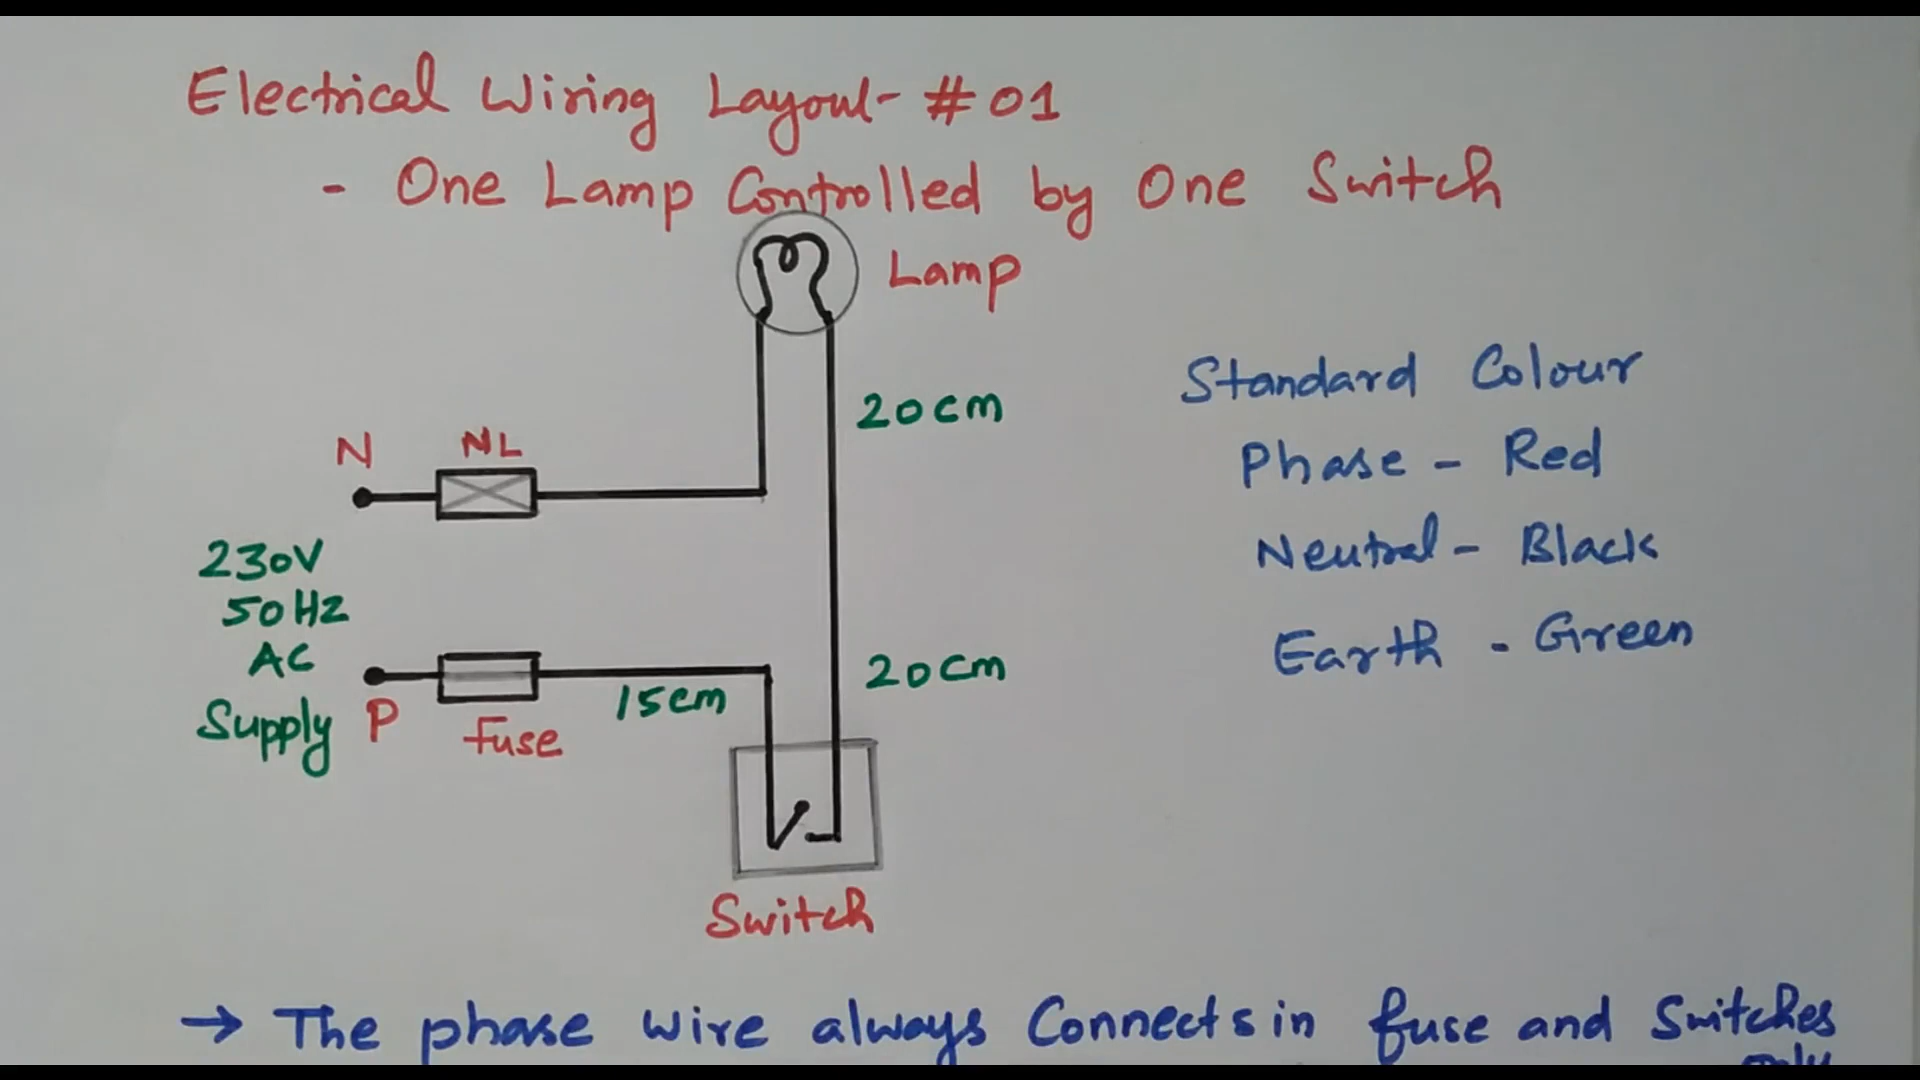 Electrical Wiring Layout - #01
- One Lamp Controlled by One Switch
Lamp
20cm
N
NL
230V
50HZ
AC
Supply
P
Fuse
15cm
20cm
Switch
Standard Colour
Phase - Red
Neutral - Black
Earth - Green
→ The phase wire always Connects in fuse and Switches
only